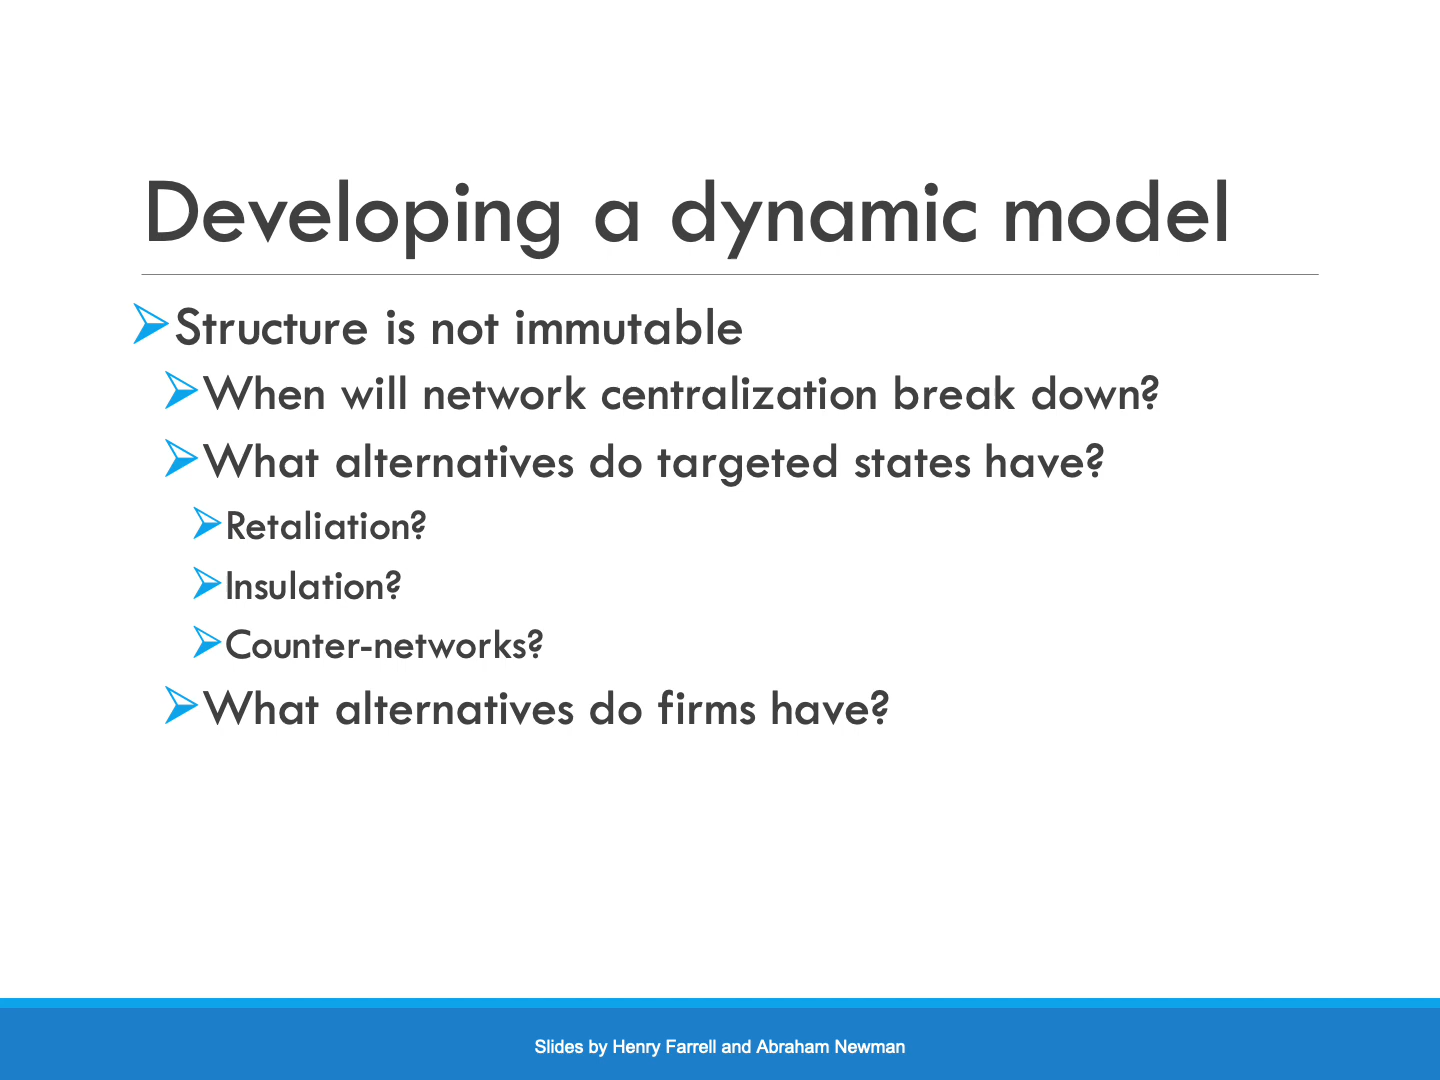 Developing a dynamic model
Structure is not immutable
When will network centralization break down?
What alternatives do targeted states have?
Retaliation?
Insulation?
Counter-networks?
What alternatives do firms have?
Slides by Henry Farrell and Abraham Newman